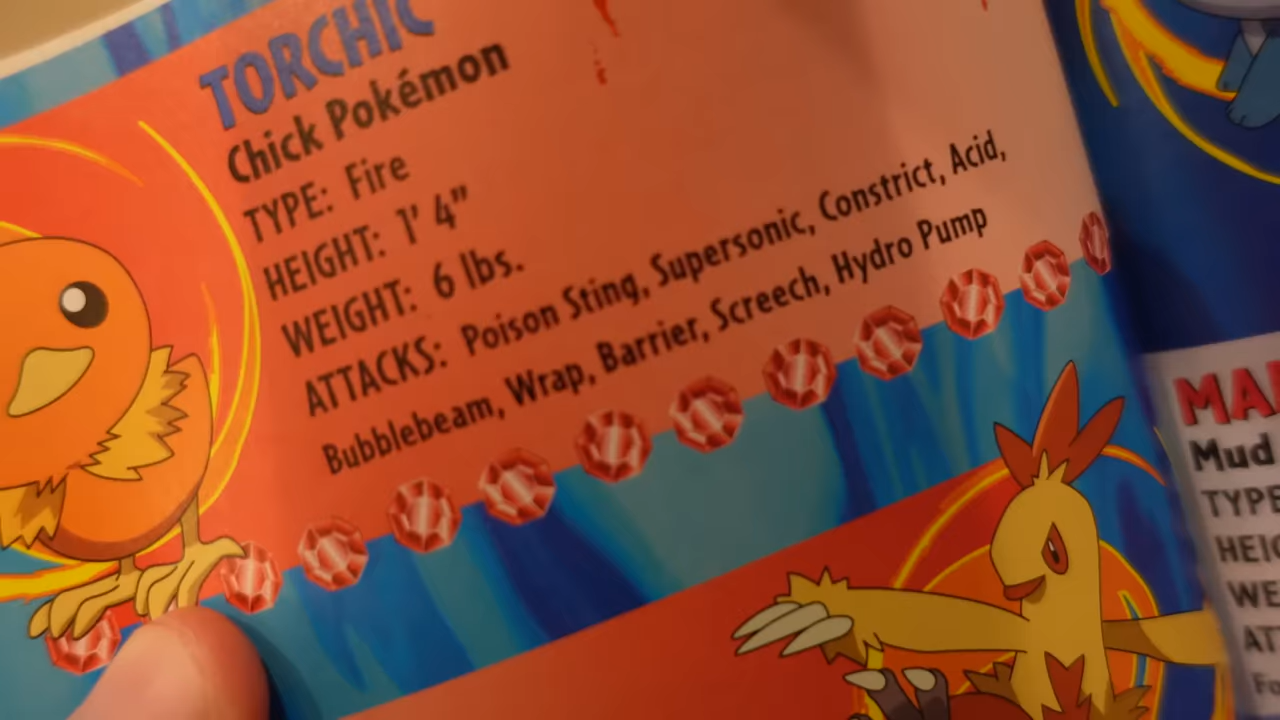 TORCHIC
Chick Pokémon
TYPE: Fire
HEIGHT: 1' 4"
WEIGHT: 6 lbs.
ATTACKS: Poison Sting, Supersonic, Constrict, Acid,
Bubblebeam, Wrap, Barrier, Screech, Hydro Pump
Mud